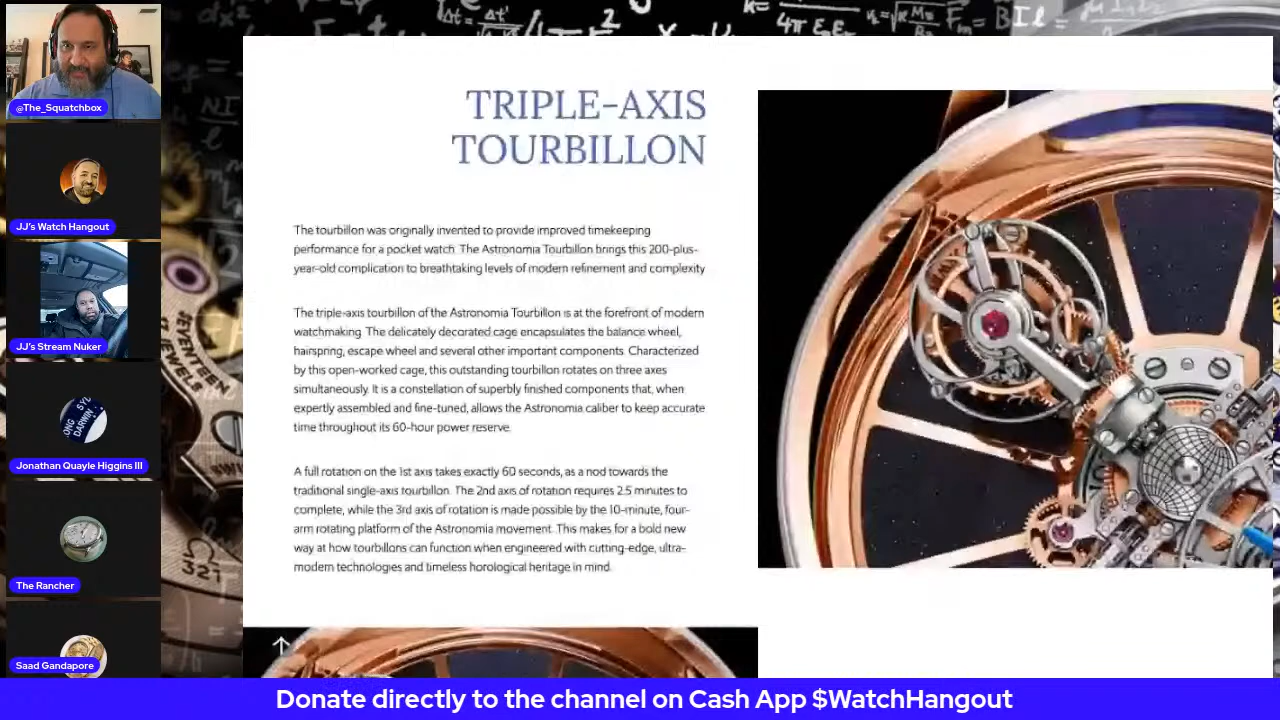 @The_Squatchbox
JJ's Watch Hangout
JJ's Stream Nuker
Jonathan Quayle Higgins III
The Rancher
Saad Gandapore
SEVENTEEN
67 JEWELS
321
TRIPLE-AXIS
TOURBILLON
The tourbillon was originally invented to provide improved timekeeping
performance for a pocket watch. The Astronomia Tourbillon brings this 200-plus-
year-old complication to breathtaking levels of modern refinement and complexity
The triple-axis tourbillon of the Astronomia Tourbillon is at the forefront of modern
watchmaking. The delicately decorated cage encapsulates the balance wheel,
hairspring, escape wheel and several other important components. Characterized
by this open-worked cage, this outstanding tourbillon rotates on three axes
simultaneously. It is a constellation of superbly finished components that, when
expertly assembled and fine-tuned, allows the Astronomia caliber to keep accurate
time throughout its 60-hour power reserve.
A full rotation on the 1st axis takes exactly 60 seconds, as a nod towards the
traditional single-axis tourbillon. The 2nd axis of rotation requires 2.5 minutes to
complete, while the 3rd axis of rotation is made possible by the 10-minute, four-
arm rotating platform of the Astronomia movement. This makes for a bold new
way at how tourbillons can function when engineered with cutting-edge, ultra-
modern technologies and timeless horological heritage in mind.
Donate directly to the channel on Cash App $WatchHangout